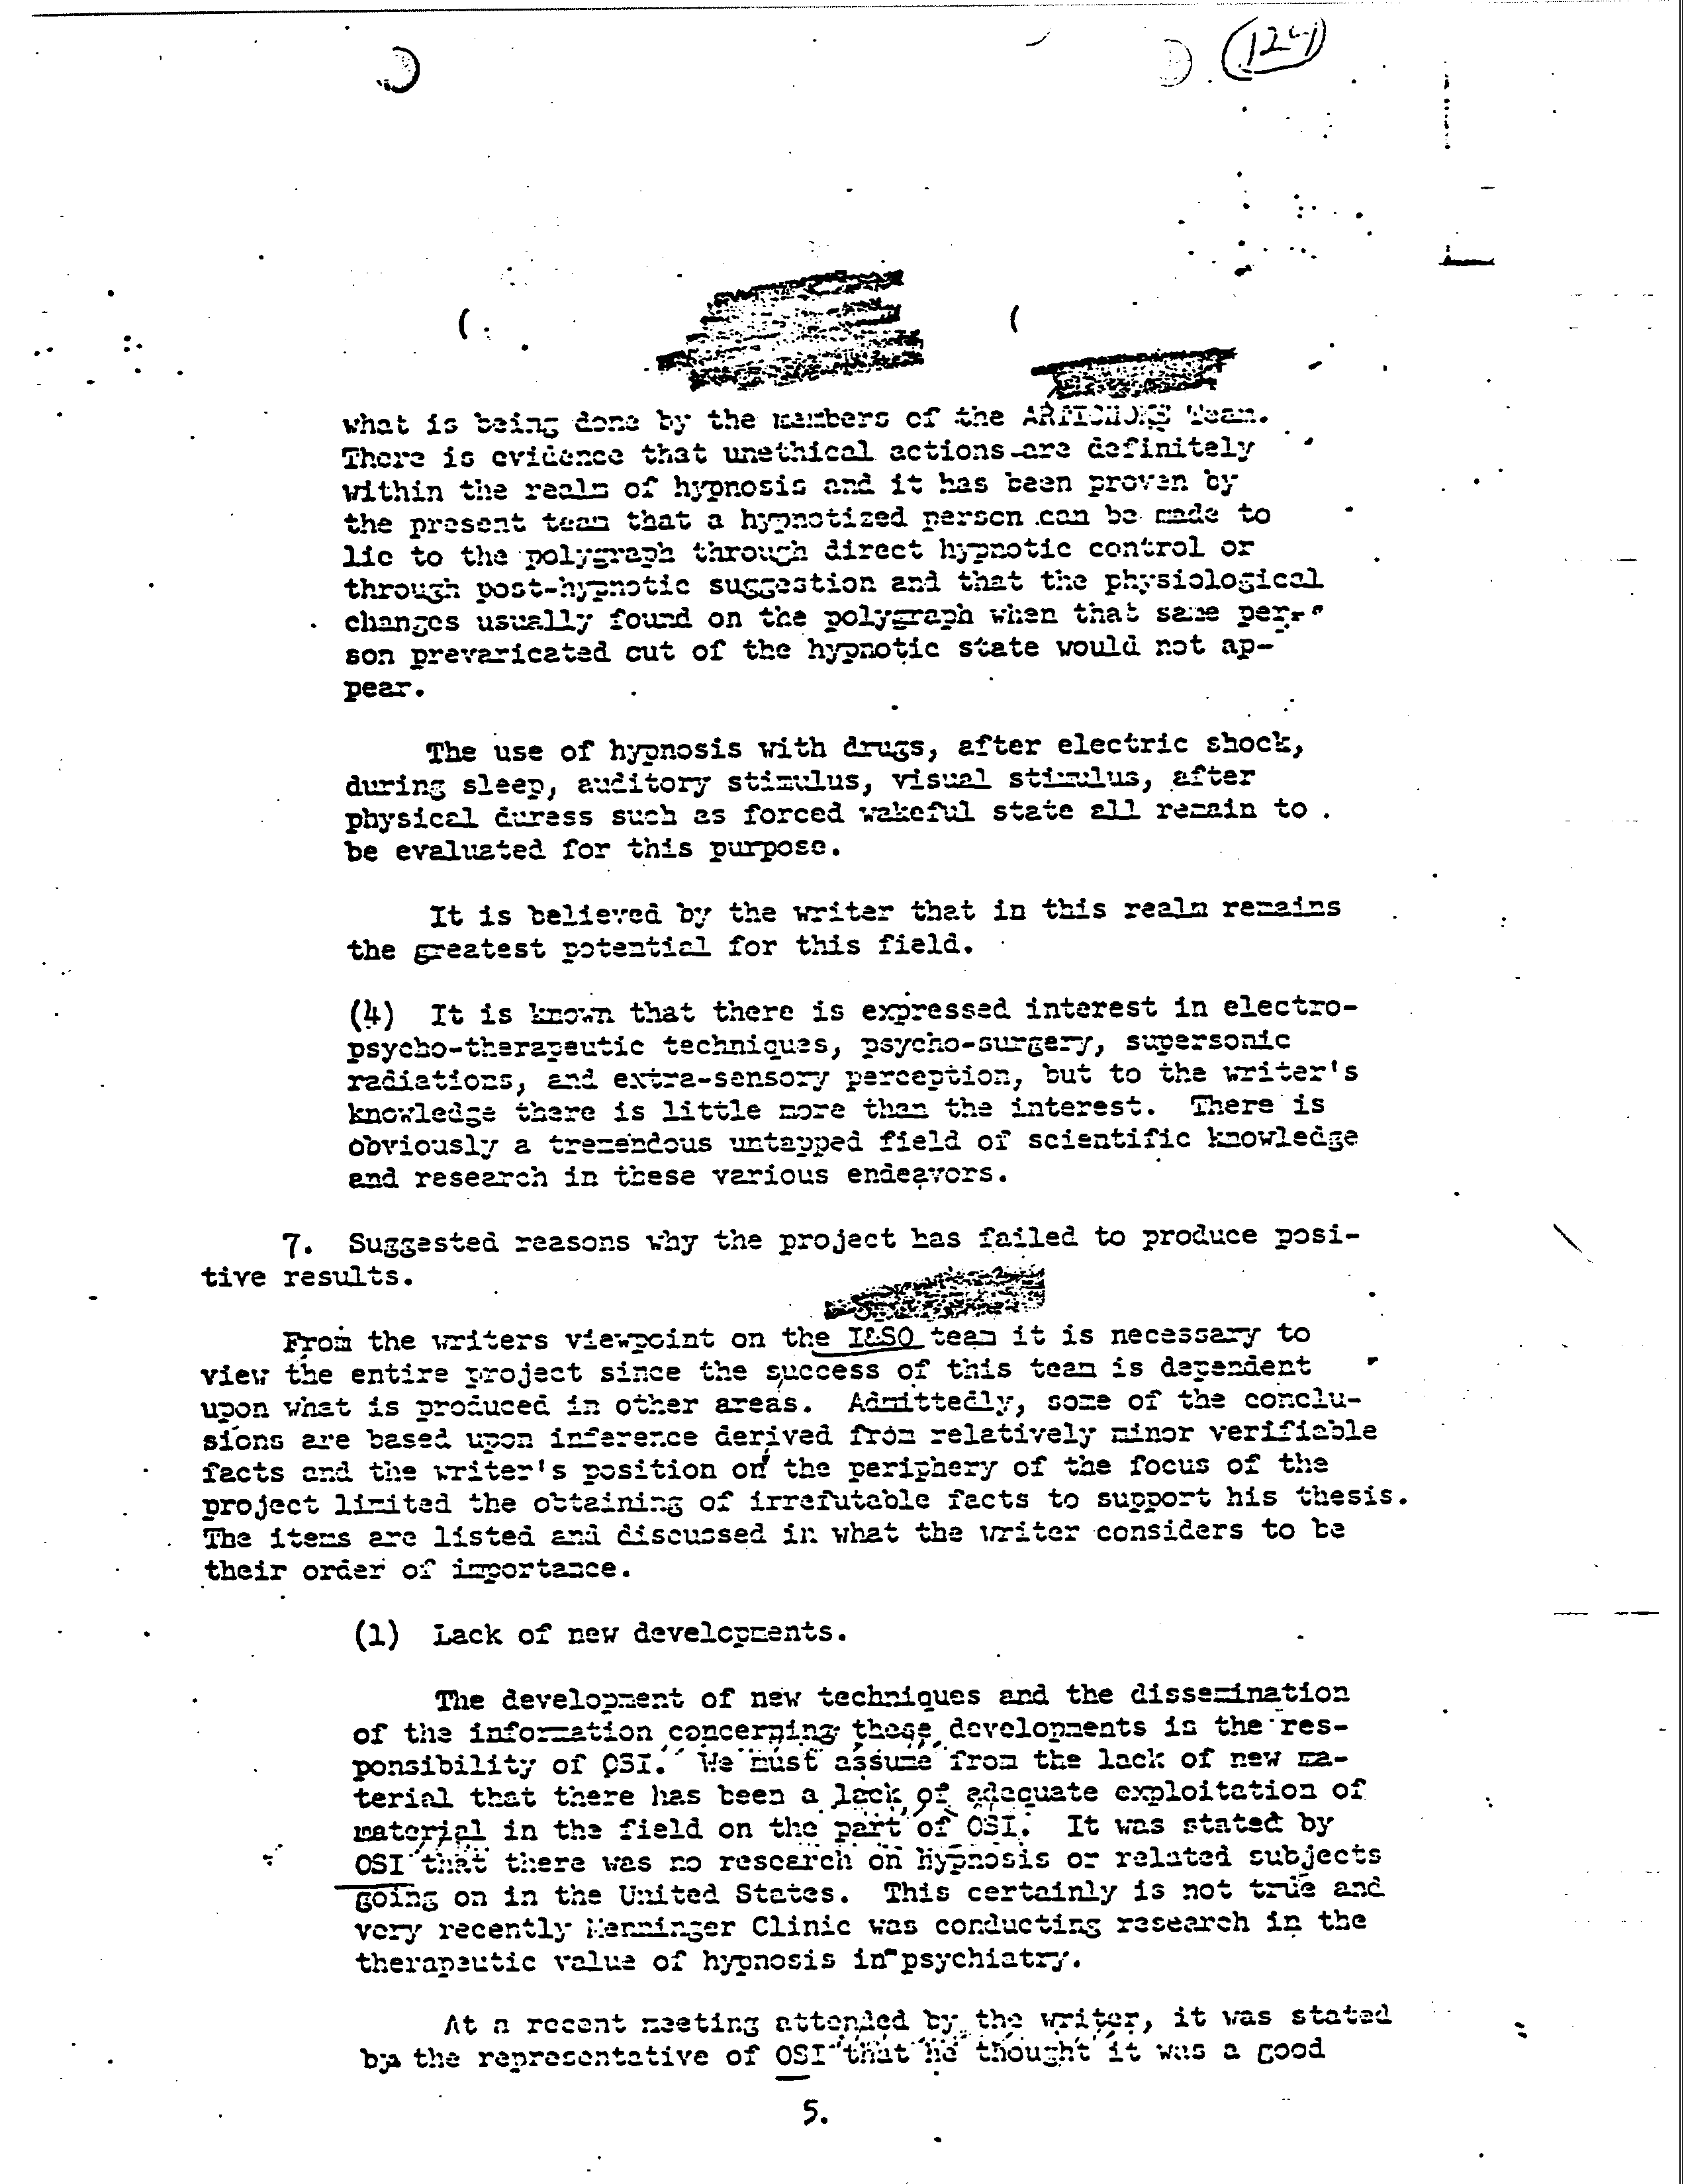 124
what is being done by the members of the ARTICHOKE Team.
There is evidence that unethical actions are definitely
within the realm of hypnosis and it has been proven by
the present team that a hypnotized person can be made to
lie to the polygraph through direct hypnotic control or
through post-hypnotic suggestion and that the physiological
changes usually found on the polygraph when that same per-
son prevaricated out of the hypnotic state would not ap-
pear.
The use of hypnosis with drugs, after electric shock,
during sleep, auditory stimulus, visual stimulus, after
physical duress such as forced wakeful state all remain to
be evaluated for this purpose.
It is believed by the writer that in this realm remains
the greatest potential for this field.
(4) It is known that there is expressed interest in electro-
psycho-therapeutic techniques, psycho-surgery, supersonic
radiations, and extra-sensory perception, but to the writer's
knowledge there is little more than the interest. There is
obviously a tremendous untapped field of scientific knowledge
and research in these various endeavors.
7. Suggested reasons why the project has failed to produce posi-
tive results.
From the writers viewpoint on the I&SO team it is necessary to
view the entire project since the success of this team is dependent
upon what is produced in other areas. Admittedly, some of the conclu-
sions are based upon inference derived from relatively minor verifiable
facts and the writer's position on the periphery of the focus of the
project limited the obtaining of irrefutable facts to support his thesis.
The items are listed and discussed in what the writer considers to be
their order of importance.
(1) Lack of new developments.
The development of new techniques and the dissemination
of the information concerning these developments is the res-
ponsibility of OSI. We must assume from the lack of new ma-
terial that there has been a lack of adequate exploitation of
material in the field on the part of OSI. It was stated by
OSI that there was no research on hypnosis or related subjects
going on in the United States. This certainly is not true and
very recently Menninger Clinic was conducting research in the
therapeutic value of hypnosis in psychiatry.
At a recent meeting attended by the writer, it was stated
by the representative of OSI that he thought it was a good
5.